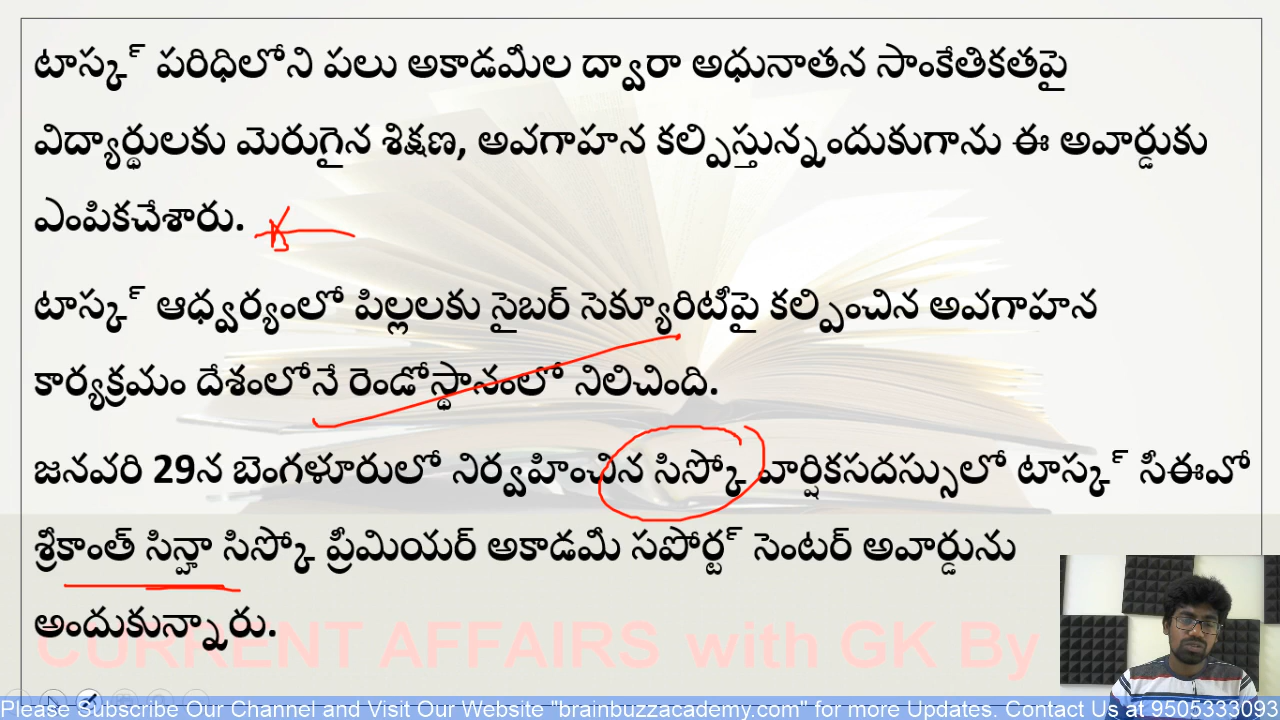 టాస్క్ పరిధిలోని పలు అకాడమీల ద్వారా అధునాతన సాంకేతికతపై
విద్యార్థులకు మెరుగైన శిక్షణ, అవగాహన కల్పిస్తున్నందుకుగాను ఈ అవార్డుకు
ఎంపికచేశారు.
టాస్క్ ఆధ్వర్యంలో పిల్లలకు సైబర్ సెక్యూరిటీపై కల్పించిన అవగాహన
కార్యక్రమం దేశంలోనే రెండోస్థానంలో నిలిచింది.
జనవరి 29న బెంగళూరులో నిర్వహించిన సిస్కో వార్షికసదస్సులో టాస్క్ సీఈవో
శ్రీకాంత్ సిన్హా సిస్కో ప్రీమియర్ అకాడమీ సపోర్ట్ సెంటర్ అవార్డును
అందుకున్నారు.
CURRENT AFFAIRS with GK By
Please Subscribe Our Channel and Visit Our Website "brainbuzzacademy.com" for more Updates. Contact Us at 9505333093